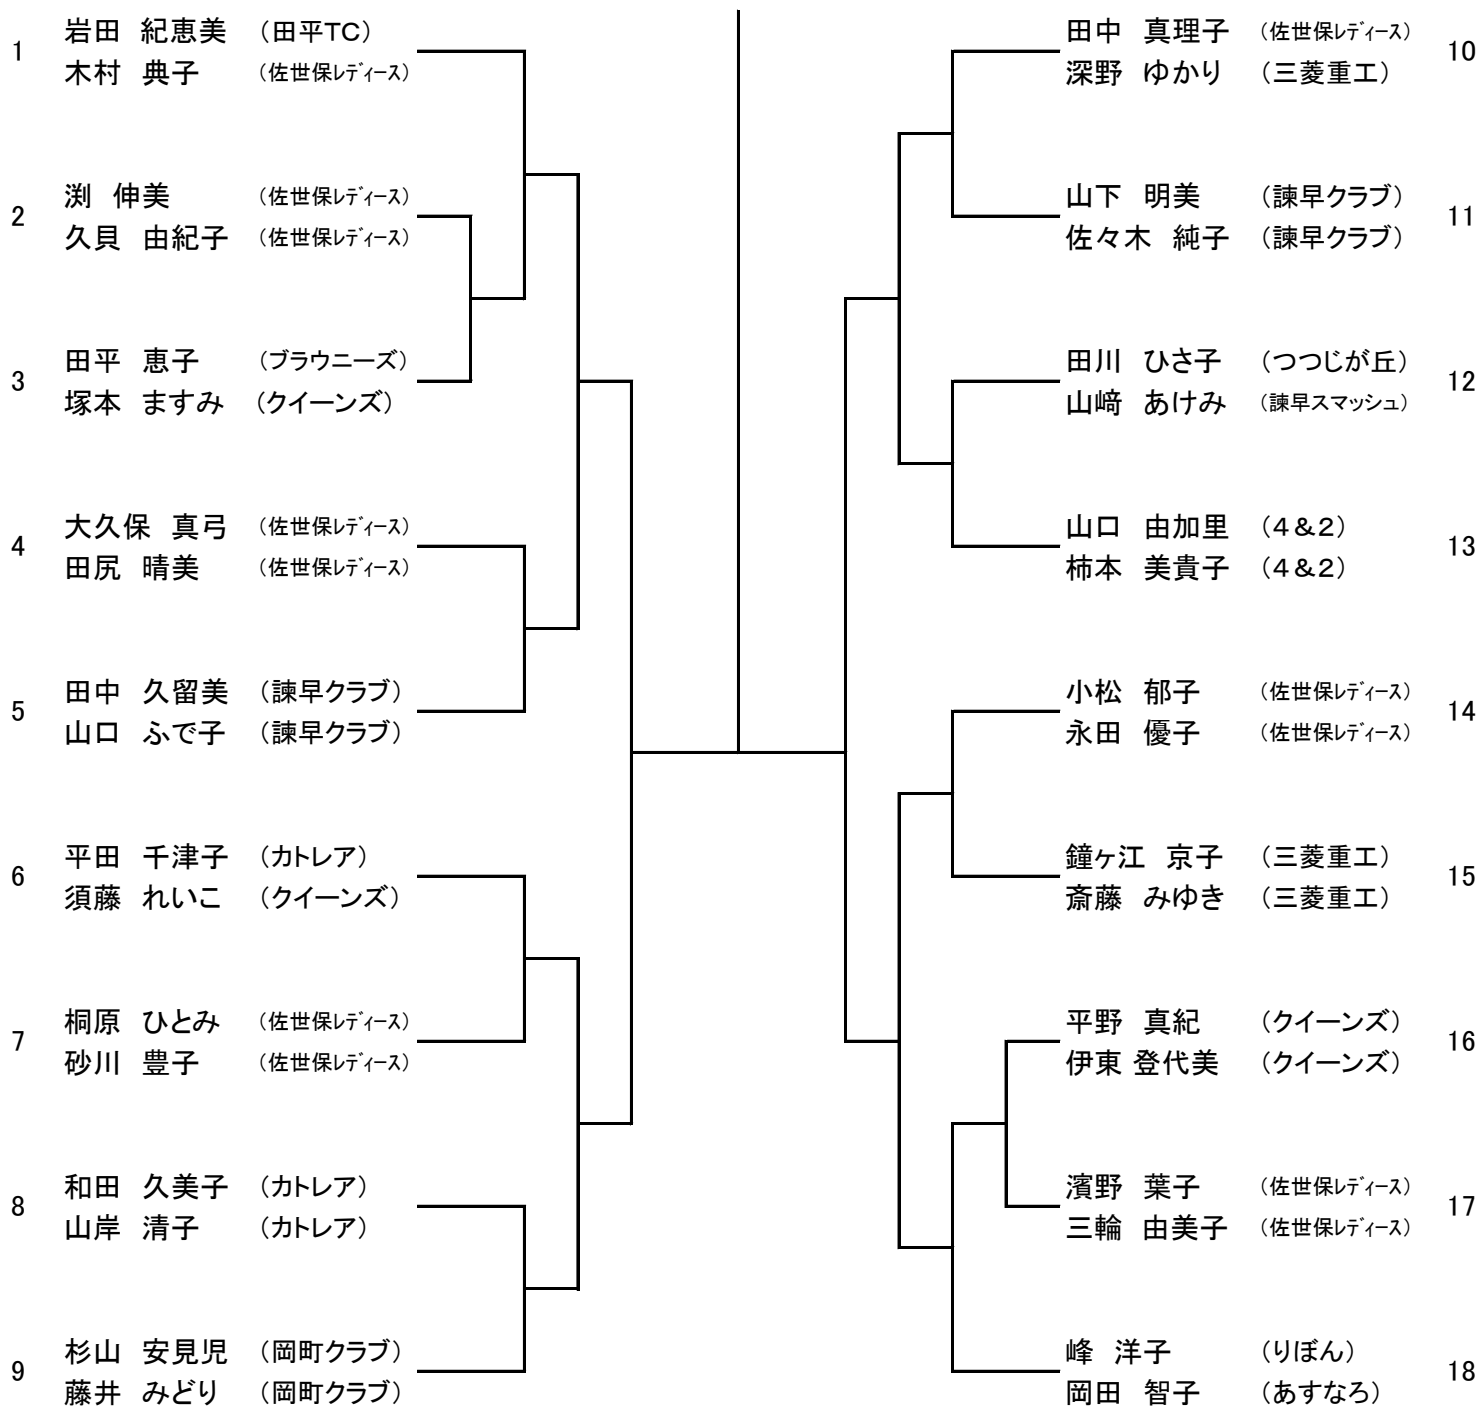 1
岩田 紀恵美 （田平TC）
木村 典子 （佐世保ﾚﾃﾞｨｰｽ）
2
渕 伸美 （佐世保ﾚﾃﾞｨｰｽ）
久貝 由紀子 （佐世保ﾚﾃﾞｨｰｽ）
3
田平 恵子 （ブラウニーズ）
塚本 ますみ （クイーンズ）
4
大久保 真弓 （佐世保ﾚﾃﾞｨｰｽ）
田尻 晴美 （佐世保ﾚﾃﾞｨｰｽ）
5
田中 久留美 （諫早クラブ）
山口 ふで子 （諫早クラブ）
6
平田 千津子 （カトレア）
須藤 れいこ （クイーンズ）
7
桐原 ひとみ （佐世保ﾚﾃﾞｨｰｽ）
砂川 豊子 （佐世保ﾚﾃﾞｨｰｽ）
8
和田 久美子 （カトレア）
山岸 清子 （カトレア）
9
杉山 安見児 （岡町クラブ）
藤井 みどり （岡町クラブ）
田中 真理子 （佐世保ﾚﾃﾞｨｰｽ）
深野 ゆかり （三菱重工）
10
山下 明美 （諫早クラブ）
佐々木 純子 （諫早クラブ）
11
田川 ひさ子 （つつじが丘）
山﨑 あけみ （諫早スマッシュ）
12
山口 由加里 （４＆２）
柿本 美貴子 （４＆２）
13
小松 郁子 （佐世保ﾚﾃﾞｨｰｽ）
永田 優子 （佐世保ﾚﾃﾞｨｰｽ）
14
鐘ヶ江 京子 （三菱重工）
斎藤 みゆき （三菱重工）
15
平野 真紀 （クイーンズ）
伊東 登代美 （クイーンズ）
16
濱野 葉子 （佐世保ﾚﾃﾞｨｰｽ）
三輪 由美子 （佐世保ﾚﾃﾞｨｰｽ）
17
峰 洋子 （りぼん）
岡田 智子 （あすなろ）
18